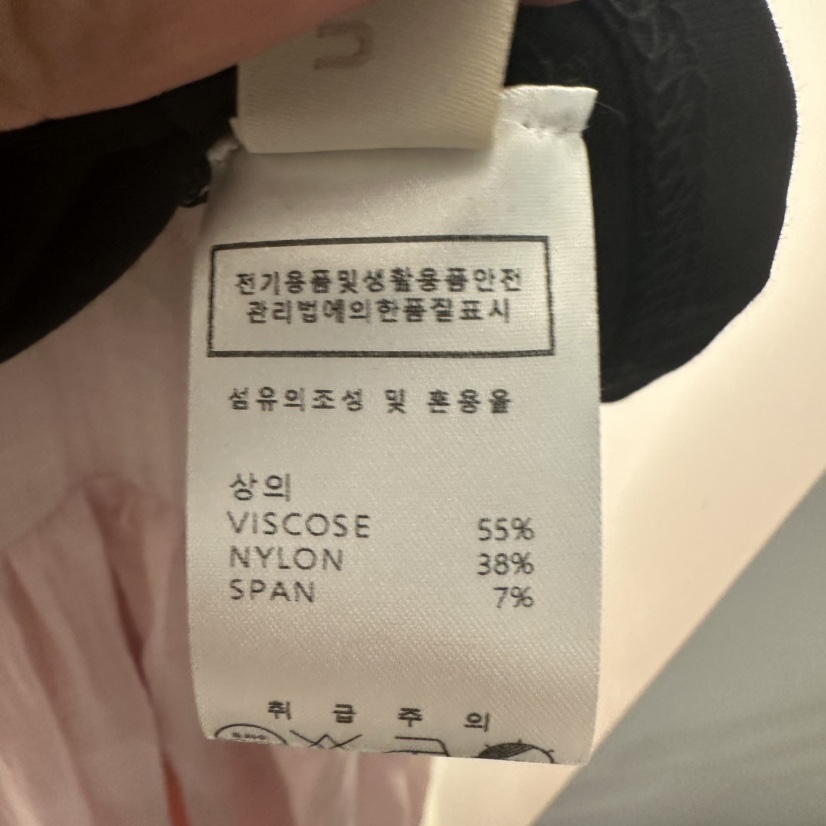 U
전기용품및생활용품안전
관리법에의한품질표시
섬유의조성 및 혼용율
상의
VISCOSE 55%
NYLON 38%
SPAN 7%
취 급 주 의